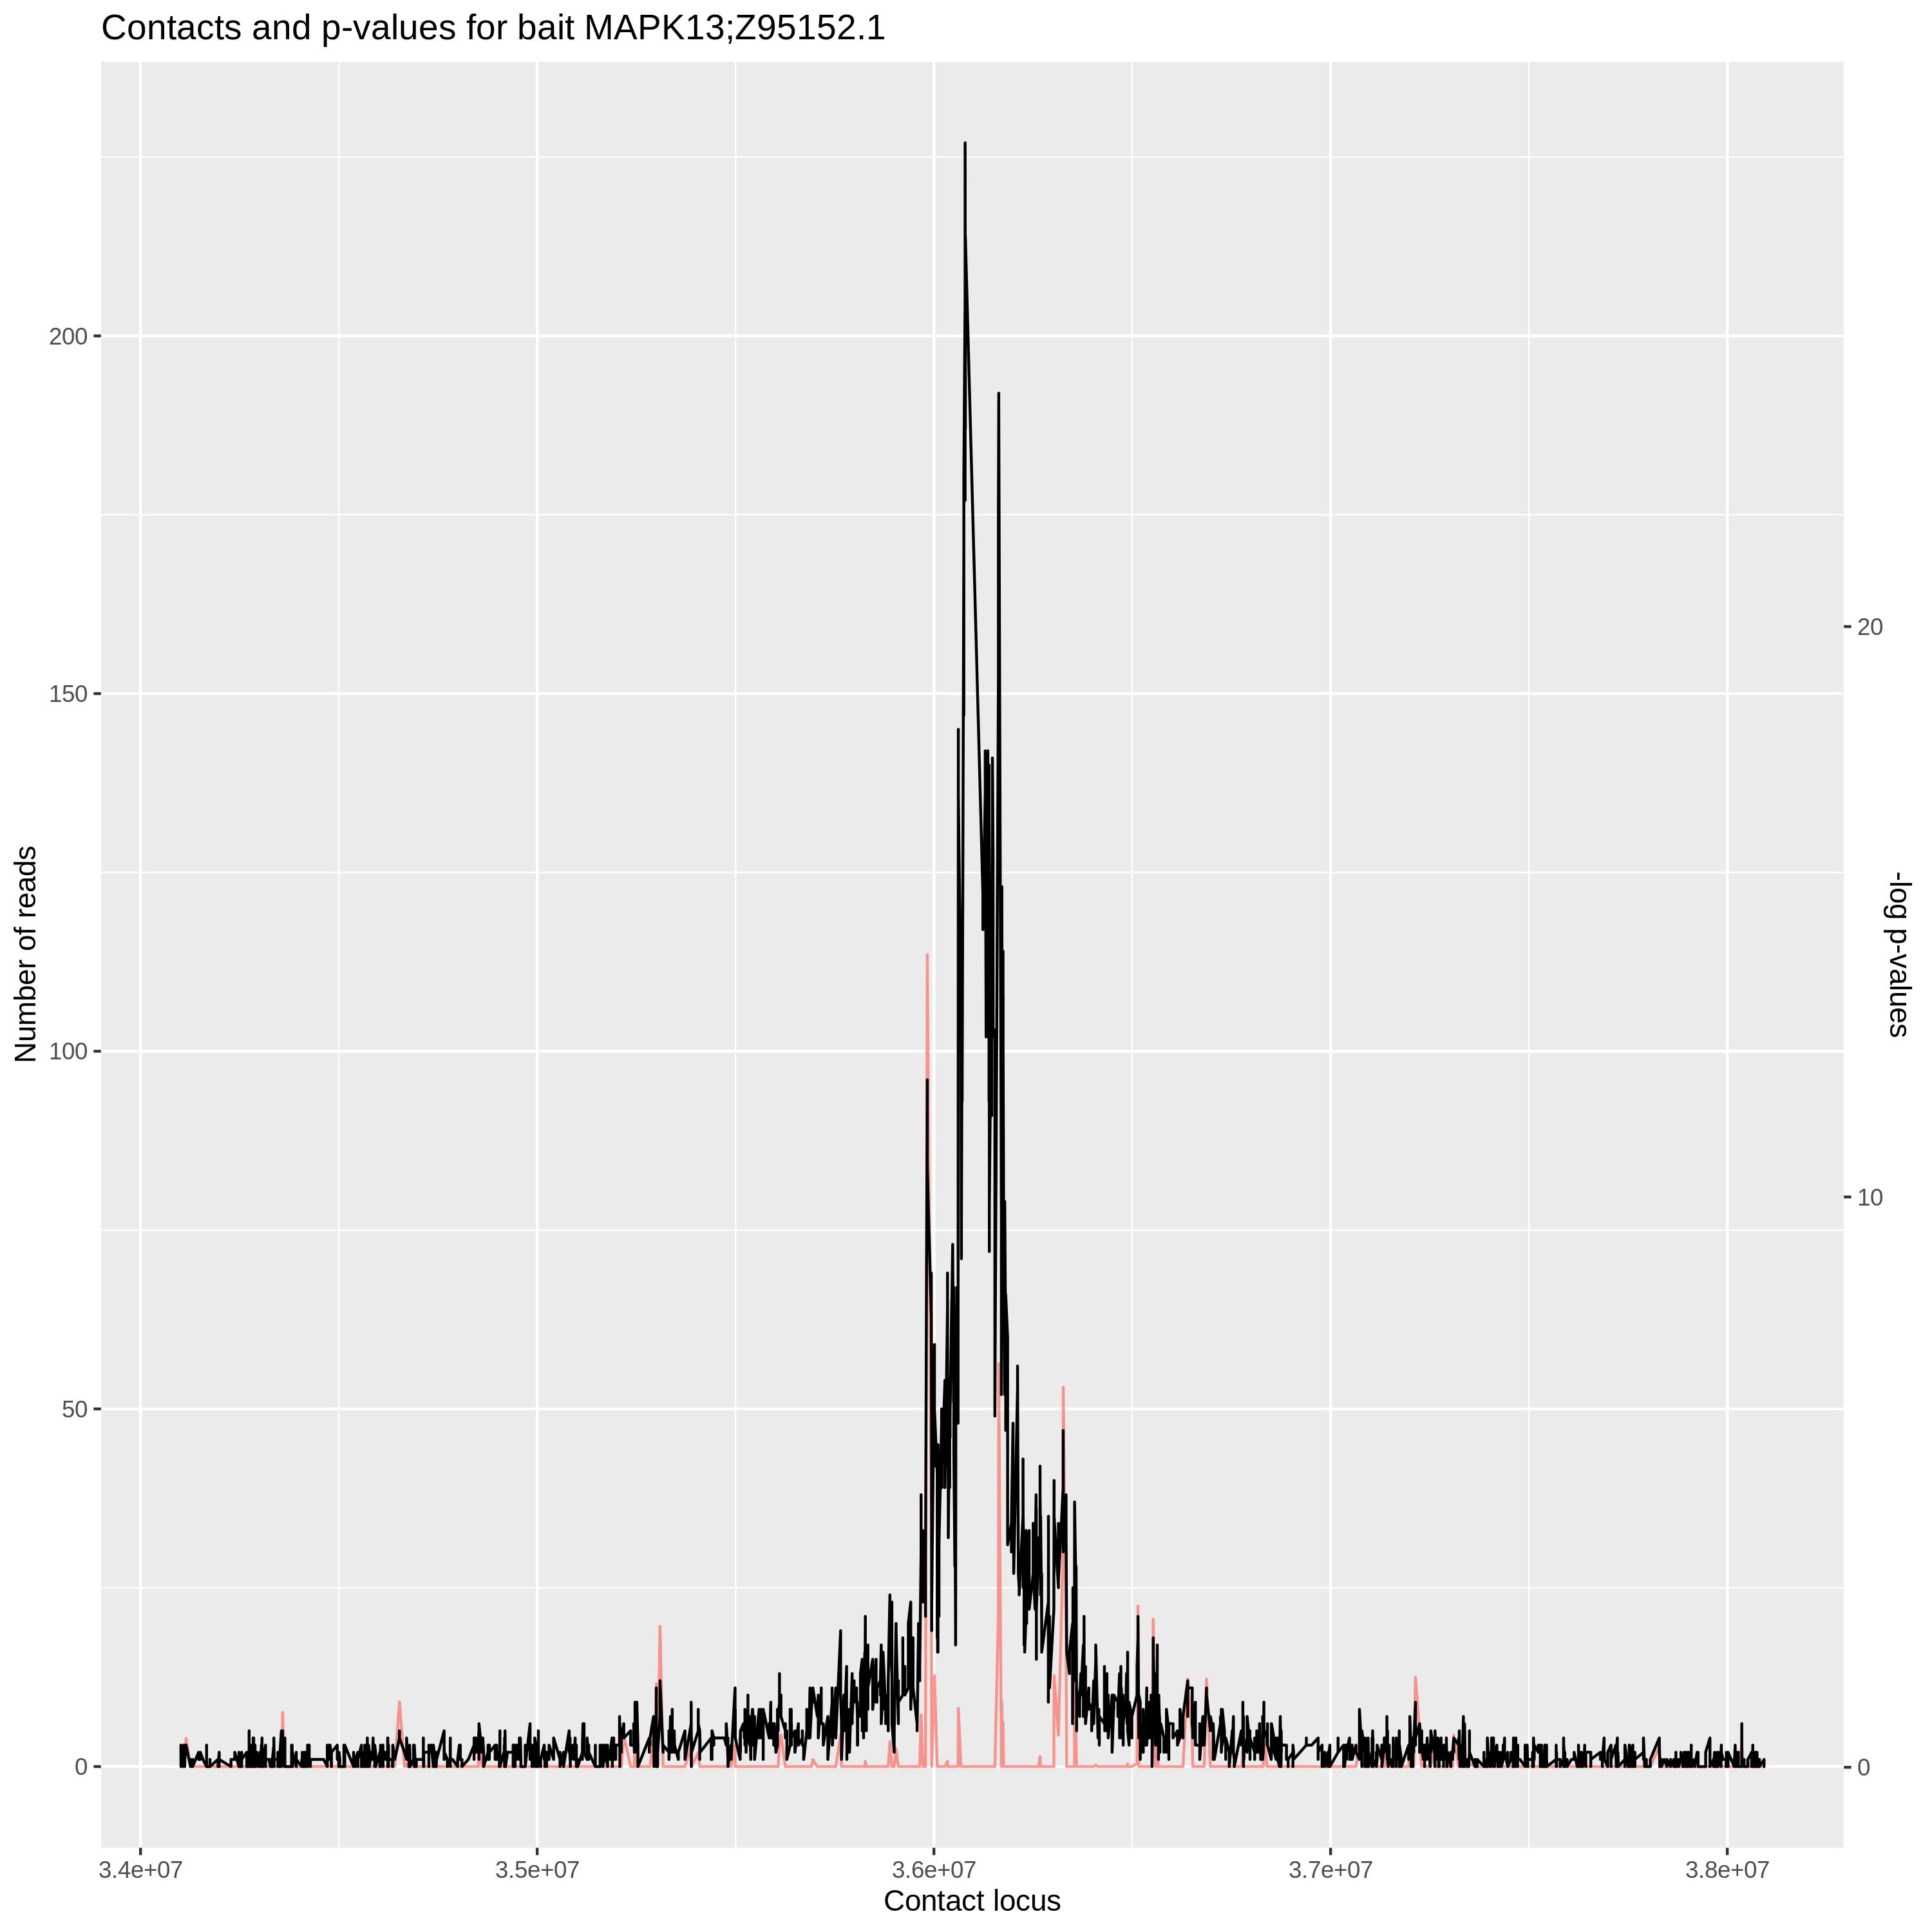 Contacts and p-values for bait MAPK13;Z95152.1
Number of reads
200
150
100
50
0
20
10
0
-log p-values
3.4e+07
3.5e+07
3.6e+07
3.7e+07
3.8e+07
Contact locus